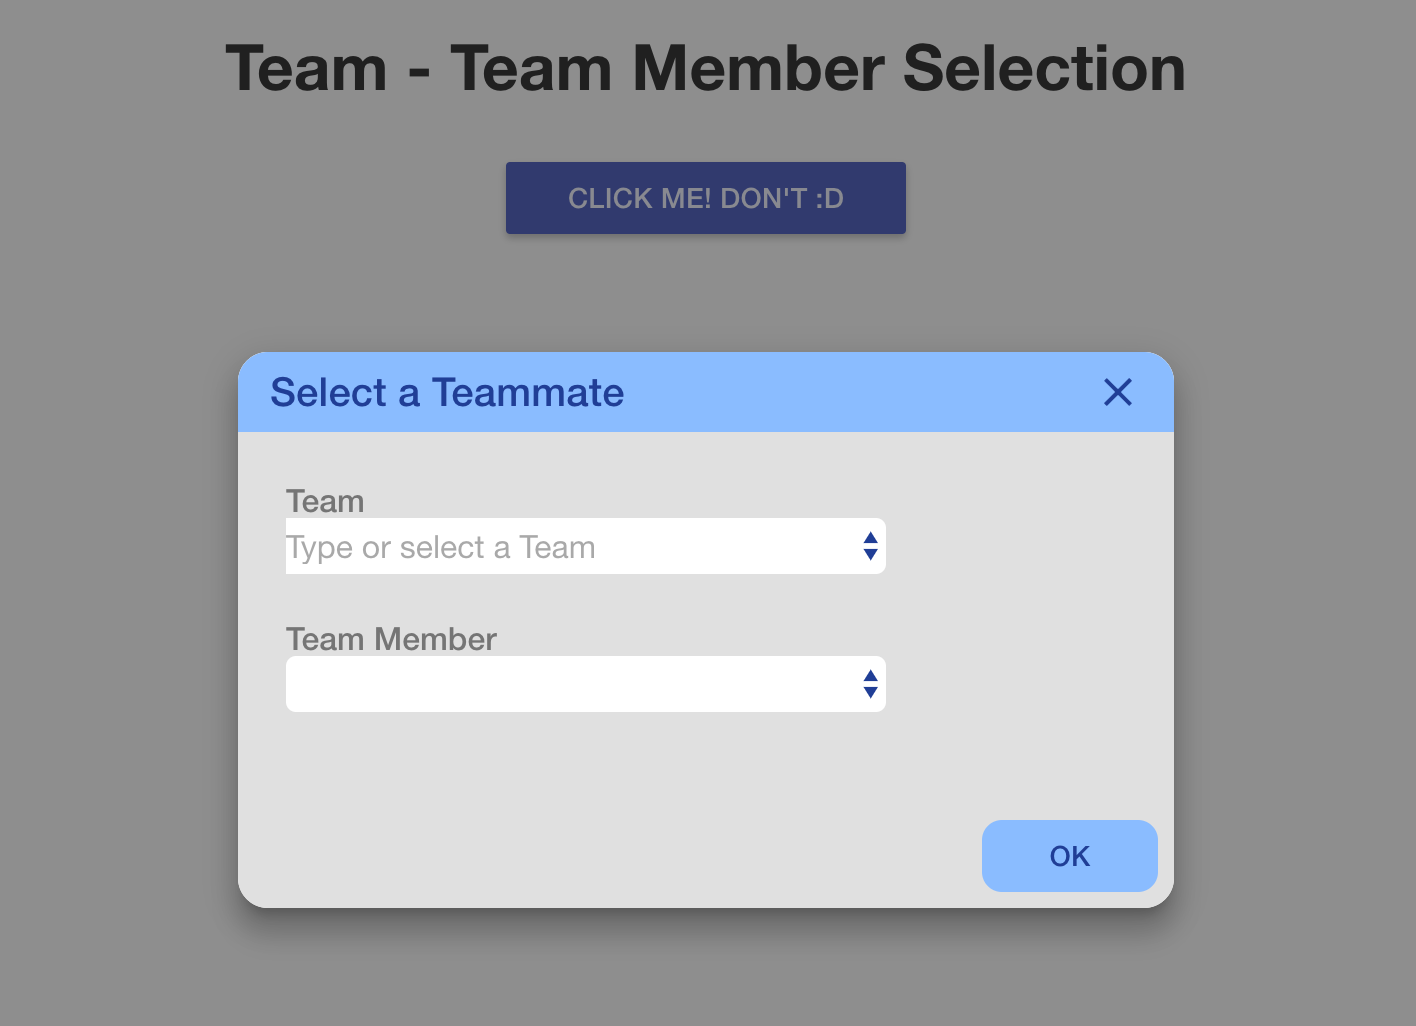 Team - Team Member Selection
CLICK ME! DON'T :D
Select a Teammate
Team
Type or select a Team
Team Member
OK